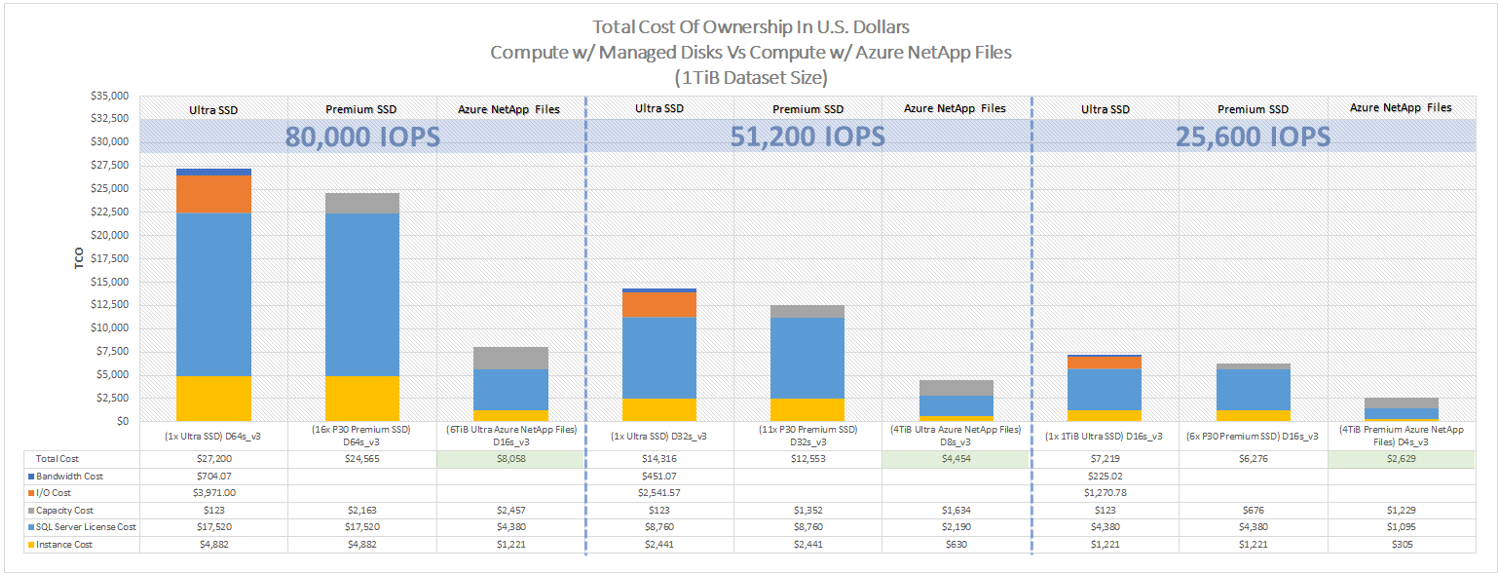 Total Cost Of Ownership In U.S. Dollars
Compute w/ Managed Disks Vs Compute w/ Azure NetApp Files
(1TiB Dataset Size)
Ultra SSD Premium SSD Azure NetApp Files Ultra SSD Premium SSD Azure NetApp Files Ultra SSD Premium SSD Azure NetApp Files
80,000 IOPS 51,200 IOPS 25,600 IOPS
TCO
$35,000
$32,500
$30,000
$27,500
$25,000
$22,500
$20,000
$17,500
$15,000
$12,500
$10,000
$7,500
$5,000
$2,500
$0
(1x Ultra SSD) D64s_v3
(16x P30 Premium SSD)
D64s_v3
(6TiB Ultra Azure NetApp Files)
D16s_v3
(1x Ultra SSD) D32s_v3
(11x P30 Premium SSD)
D32s_v3
(4TiB Ultra Azure NetApp Files)
D8s_v3
(1x 1TiB Ultra SSD) D16s_v3
(6x P30 Premium SSD) D16s_v3
(4TiB Premium Azure NetApp
Files) D4s_v3
Total Cost $27,200 $24,565 $8,058 $14,316 $12,553 $4,454 $7,219 $6,276 $2,629
Bandwidth Cost $704.07 $451.07 $225.02
I/O Cost $3,971.00 $2,541.57 $1,270.78
Capacity Cost $123 $2,163 $2,457 $123 $1,352 $1,634 $123 $676 $1,229
SQL Server License Cost $17,520 $17,520 $4,380 $8,760 $8,760 $2,190 $4,380 $4,380 $1,095
Instance Cost $4,882 $4,882 $1,221 $2,441 $2,441 $630 $1,221 $1,221 $305